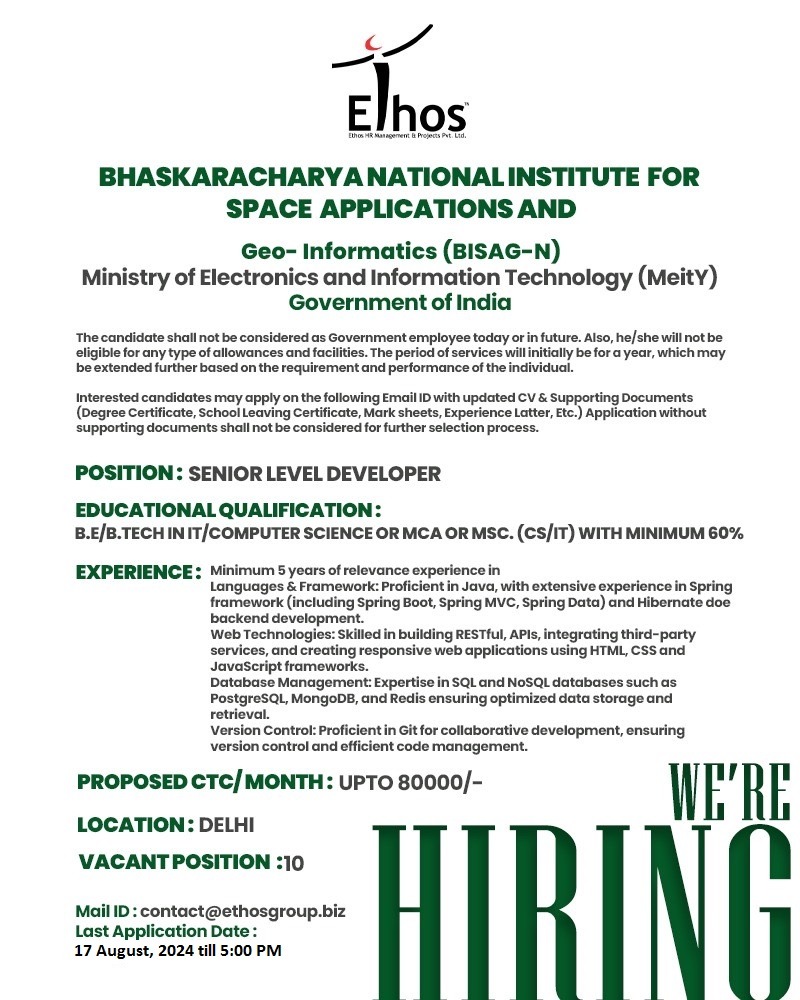 Ethos™
Ethos HR Management & Projects Pvt. Ltd.
BHASKARACHARYA NATIONAL INSTITUTE FOR
SPACE APPLICATIONS AND
Geo- Informatics (BISAG-N)
Ministry of Electronics and Information Technology (MeitY)
Government of India
The candidate shall not be considered as Government employee today or in future. Also, he/she will not be
eligible for any type of allowances and facilities. The period of services will initially be for a year, which may
be extended further based on the requirement and performance of the individual.
Interested candidates may apply on the following Email ID with updated CV & Supporting Documents
(Degree Certificate, School Leaving Certificate, Mark sheets, Experience Latter, Etc.) Application without
supporting documents shall not be considered for further selection process.
POSITION : SENIOR LEVEL DEVELOPER
EDUCATIONAL QUALIFICATION :
B.E/B.TECH IN IT/COMPUTER SCIENCE OR MCA OR MSC. (CS/IT) WITH MINIMUM 60%
EXPERIENCE : Minimum 5 years of relevance experience in
Languages & Framework: Proficient in Java, with extensive experience in Spring
framework (including Spring Boot, Spring MVC, Spring Data) and Hibernate doe
backend development.
Web Technologies: Skilled in building RESTful, APIs, integrating third-party
services, and creating responsive web applications using HTML, CSS and
JavaScript frameworks.
Database Management: Expertise in SQL and NoSQL databases such as
PostgreSQL, MongoDB, and Redis ensuring optimized data storage and
retrieval.
Version Control: Proficient in Git for collaborative development, ensuring
version control and efficient code management.
PROPOSED CTC/ MONTH : UPTO 80000/-
LOCATION : DELHI
VACANT POSITION :10
Mail ID : contact@ethosgroup.biz
Last Application Date :
17 August, 2024 till 5:00 PM
WE'RE
HIRING